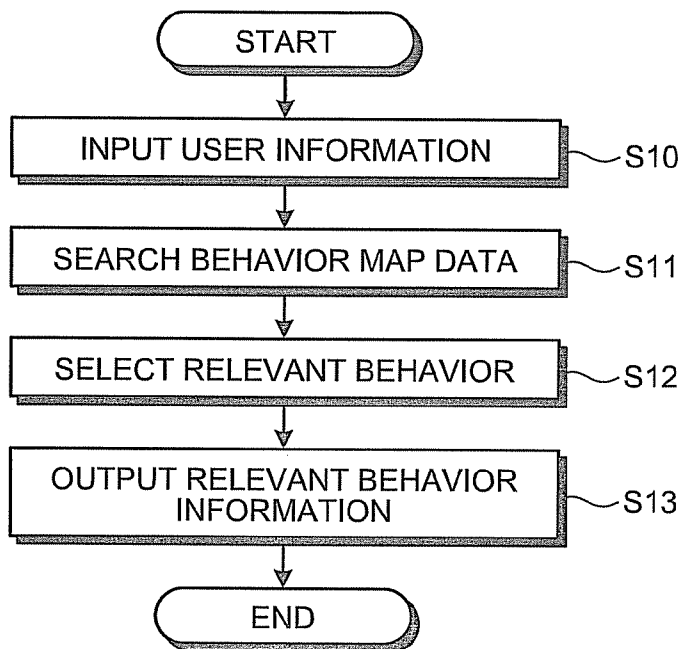 START
INPUT USER INFORMATION
S10
SEARCH BEHAVIOR MAP DATA
S11
SELECT RELEVANT BEHAVIOR
S12
OUTPUT RELEVANT BEHAVIOR
INFORMATION
S13
END